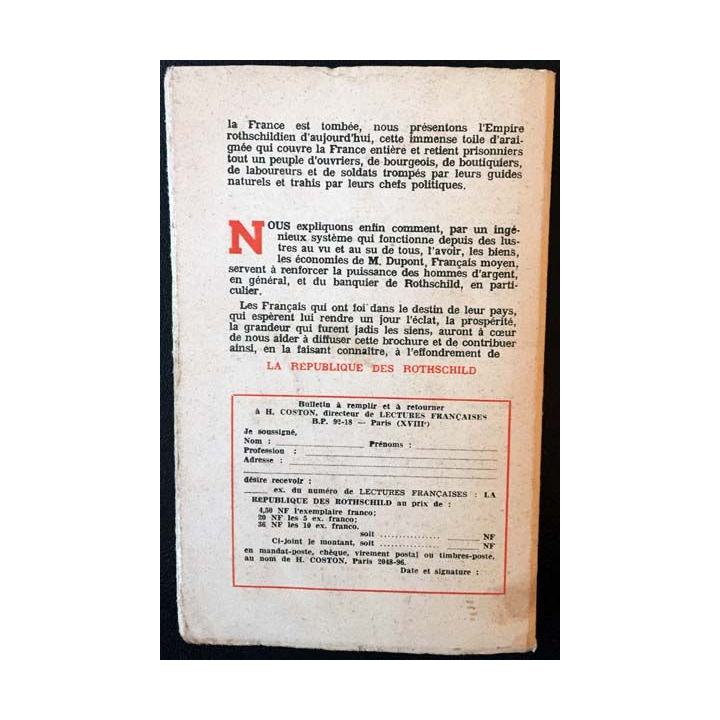 la France est tombée, nous présentons l'Empire
rothschildien d'aujourd'hui, cette immense toile d'arai-
gnée qui couvre la France entière et retient prisonniers
tout un peuple d'ouvriers, de bourgeois, de boutiquiers,
de laboureurs et de soldats trompés par leurs guides
naturels et trahis par leurs chefs politiques.
NOUS expliquons enfin comment, par un ingé-
nieux système qui fonctionne depuis des lus-
tres au vu et au su de tous, l'avoir, les biens,
les économies de M. Dupont, Français moyen,
servent à renforcer la puissance des hommes d'argent,
en général, et du banquier de Rothschild, en parti-
culier.
Les Français qui ont foi dans le destin de leur pays,
qui espèrent lui rendre un jour l'éclat, la prospérité,
la grandeur qui furent jadis les siens, auront à cœur
de nous aider à diffuser cette brochure et de contribuer
ainsi, en la faisant connaître, à l'effondrement de
LA REPUBLIQUE DES ROTHSCHILD
Bulletin à remplir et à retourner
à H. COSTON, directeur de LECTURES FRANÇAISES
B.P. 92-18 — Paris (XVIIIe)
Je soussigné,
Nom : Prénoms :
Profession :
Adresse :
désire recevoir :
ex. du numéro de LECTURES FRANÇAISES : LA
REPUBLIQUE DES ROTHSCHILD au prix de :
4,50 NF l'exemplaire franco;
20 NF les 5 ex. franco;
36 NF les 10 ex. franco.
soit ................ NF
Ci-joint le montant, soit ................ NF
en mandat-poste, chèque, virement postal ou timbres-poste,
au nom de H. COSTON, Paris 2048-96.
Date et signature :